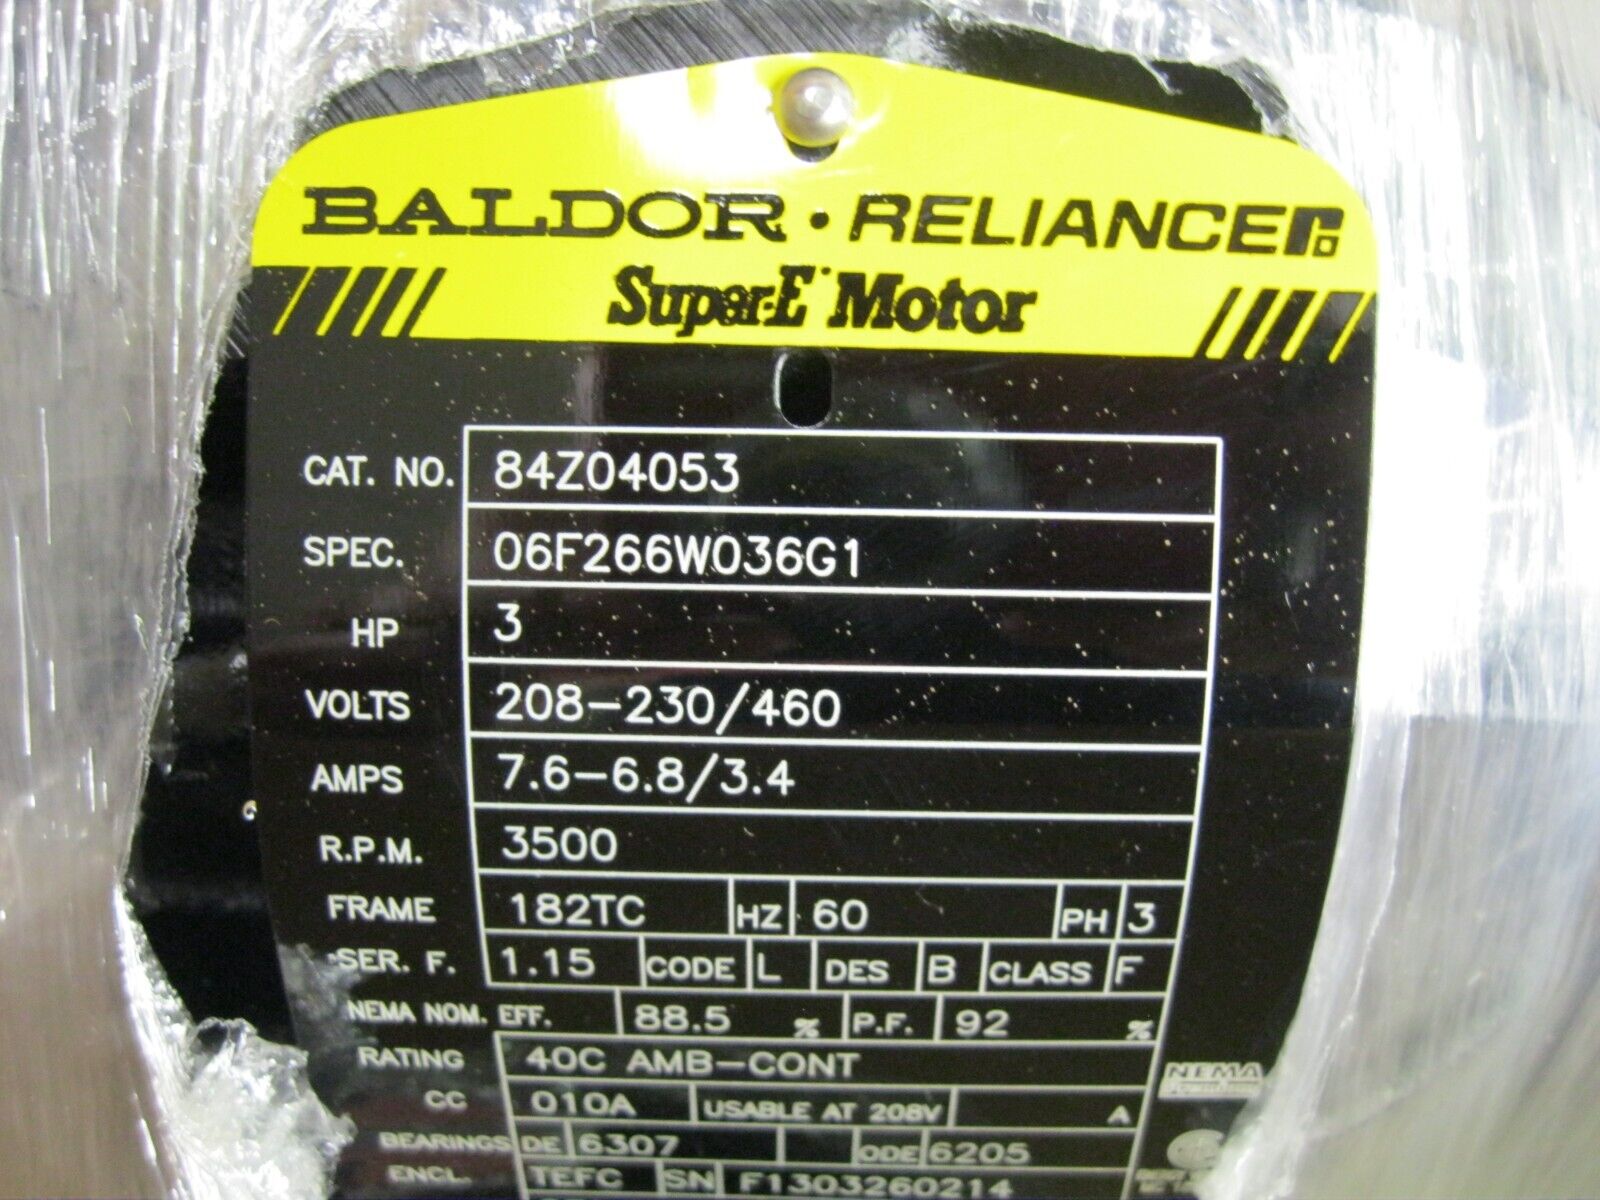 BALDOR · RELIANCER
Super-E Motor
CAT. NO. 84Z04053
SPEC. 06F266W036G1
HP 3
VOLTS 208-230/460
AMPS 7.6-6.8/3.4
R.P.M. 3500
FRAME 182TC HZ 60 PH 3
SER. F. 1.15 CODE L DES B CLASS F
NEMA NOM. EFF. 88.5 % P.F. 92 %
RATING 40C AMB-CONT
NEMA
CC 010A USABLE AT 208V A
BEARINGS DE 6307 ODE 6205
ENCL. TEFC SN F1303260214